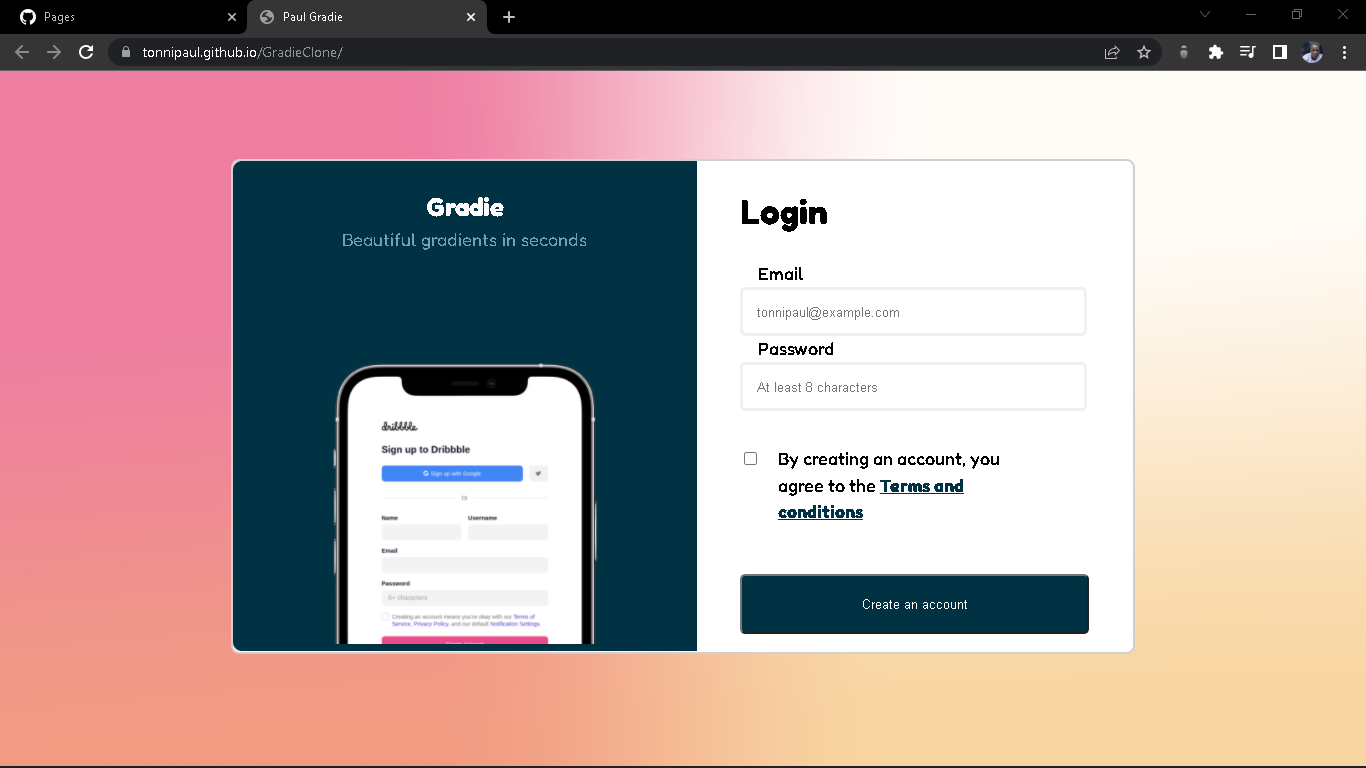 Pages
Paul Gradie
tonnipaul.github.io/GradieClone/
Gradie
Beautiful gradients in seconds
dribbble
Sign up to Dribbble
G Sign up with Google
Or
Name
Username
Email
Password
6+ characters
Creating an account means you're okay with our Terms of
Service, Privacy Policy, and our default Notification Settings.
Login
Email
tonnipaul@example.com
Password
At least 8 characters
By creating an account, you
agree to the Terms and
conditions
Create an account